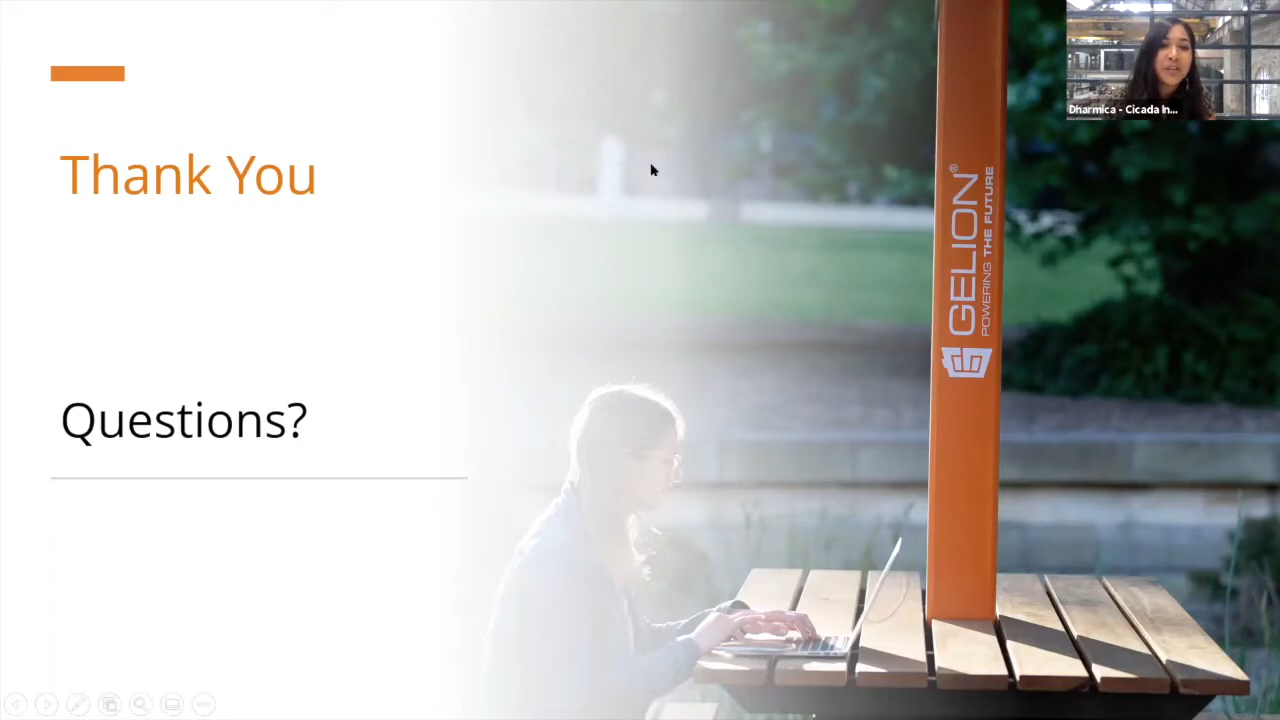 Thank You
Questions?
GELION®
POWERING THE FUTURE
Dharmica - Cicada In...